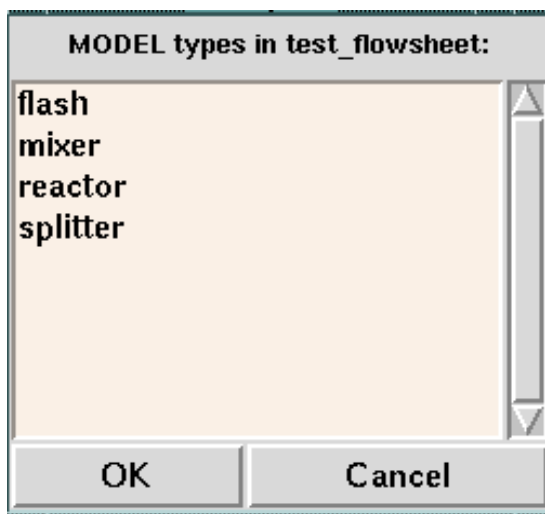 MODEL types in test_flowsheet:
flash
mixer
reactor
splitter
OK Cancel